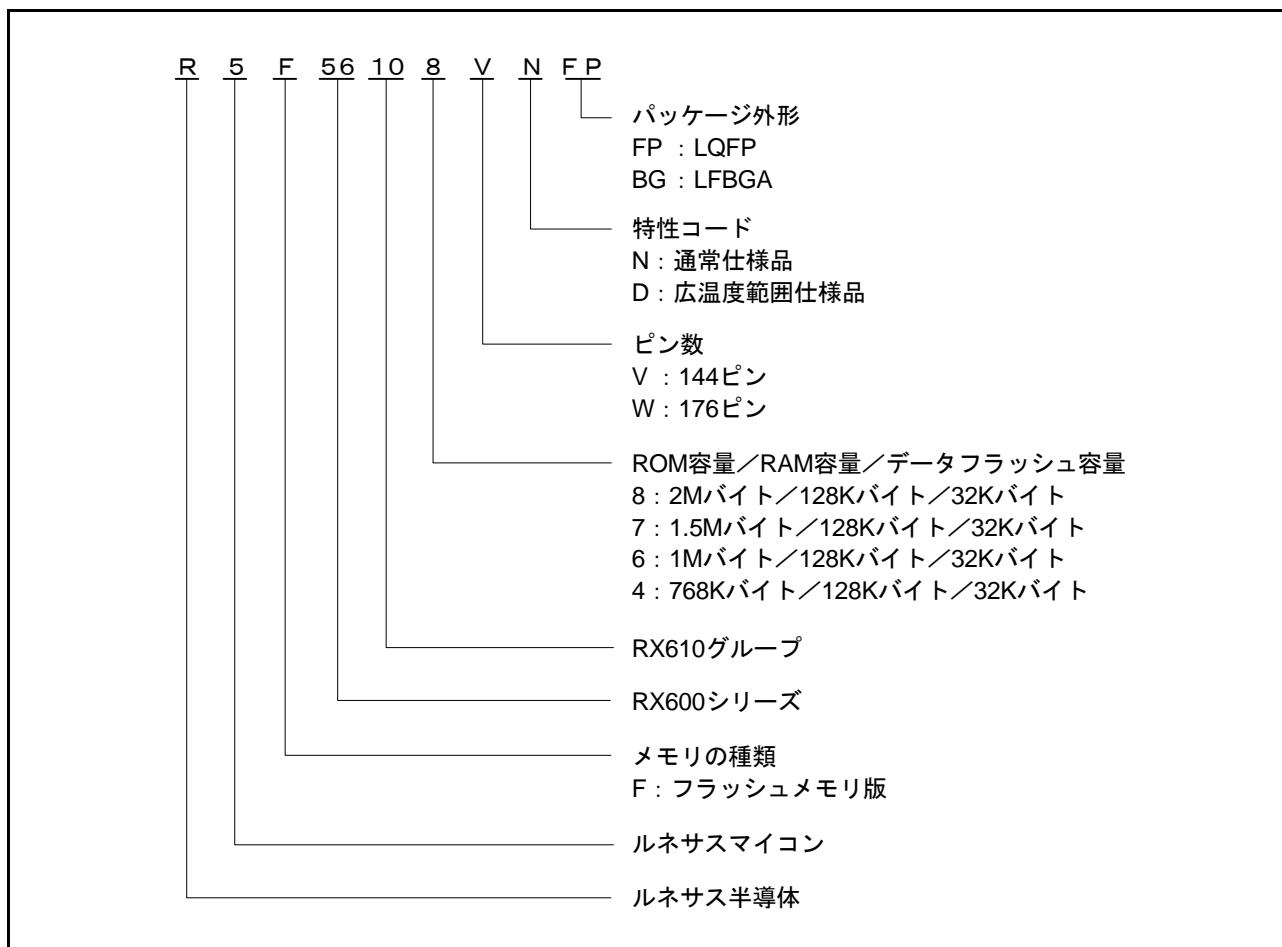 R 5 F 56 10 8 V N F P
パッケージ外形
FP : LQFP
BG : LFBGA
特性コード
N : 通常仕様品
D : 広温度範囲仕様品
ピン数
V : 144ピン
W : 176ピン
ROM容量／RAM容量／データフラッシュ容量
8 : 2Mバイト／128Kバイト／32Kバイト
7 : 1.5Mバイト／128Kバイト／32Kバイト
6 : 1Mバイト／128Kバイト／32Kバイト
4 : 768Kバイト／128Kバイト／32Kバイト
RX610グループ
RX600シリーズ
メモリの種類
F : フラッシュメモリ版
ルネサスマイコン
ルネサス半導体